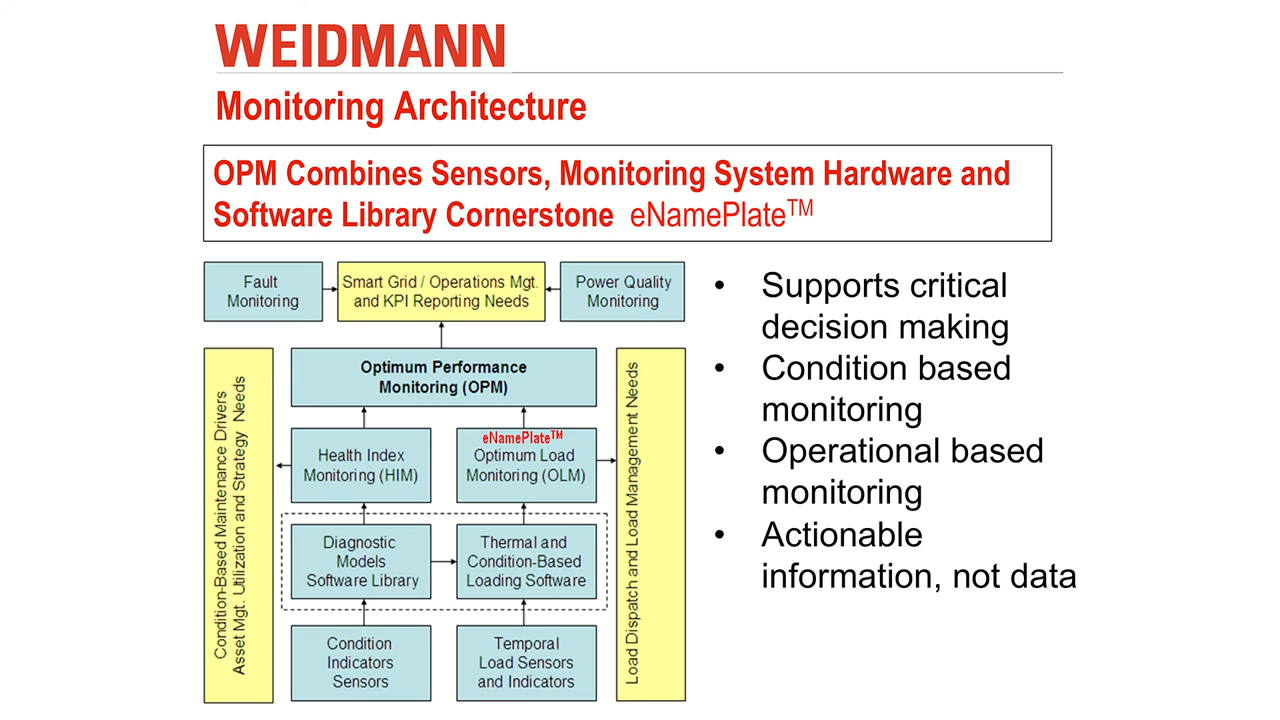 WEIDMANN
Monitoring Architecture
OPM Combines Sensors, Monitoring System Hardware and
Software Library Cornerstone eNamePlate™
Fault
Monitoring
Smart Grid / Operations Mgt.
and KPI Reporting Needs
Power Quality
Monitoring
Condition-Based Maintenance Drivers
Asset Mgt. Utilization and Strategy Needs
Optimum Performance
Monitoring (OPM)
Health Index
Monitoring (HIM)
eNamePlate™
Optimum Load
Monitoring (OLM)
Diagnostic
Models
Software Library
Thermal and
Condition-Based
Loading Software
Condition
Indicators
Sensors
Temporal
Load Sensors
and Indicators
Load Dispatch and Load Management Needs
• Supports critical
decision making
• Condition based
monitoring
• Operational based
monitoring
• Actionable
information, not data